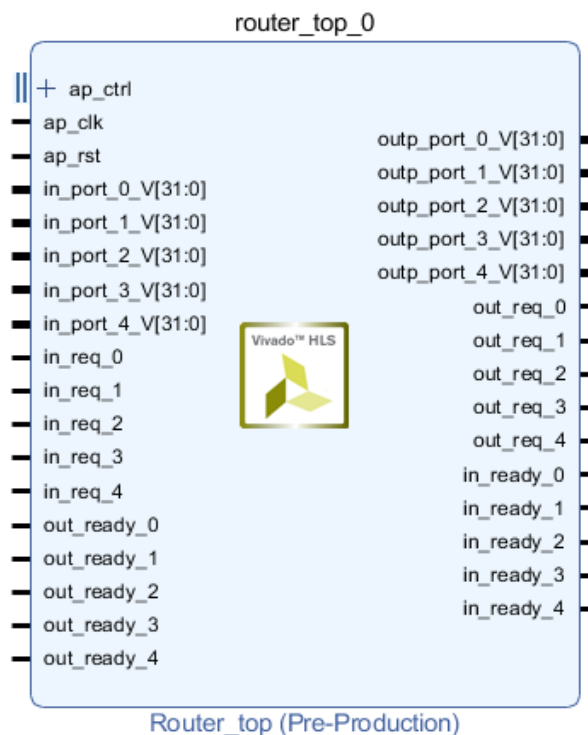 router_top_0
ap_ctrl
ap_clk
ap_rst
in_port_0_V[31:0]
in_port_1_V[31:0]
in_port_2_V[31:0]
in_port_3_V[31:0]
in_port_4_V[31:0]
in_req_0
in_req_1
in_req_2
in_req_3
in_req_4
out_ready_0
out_ready_1
out_ready_2
out_ready_3
out_ready_4
Vivado™ HLS
outp_port_0_V[31:0]
outp_port_1_V[31:0]
outp_port_2_V[31:0]
outp_port_3_V[31:0]
outp_port_4_V[31:0]
out_req_0
out_req_1
out_req_2
out_req_3
out_req_4
in_ready_0
in_ready_1
in_ready_2
in_ready_3
in_ready_4
Router_top (Pre-Production)